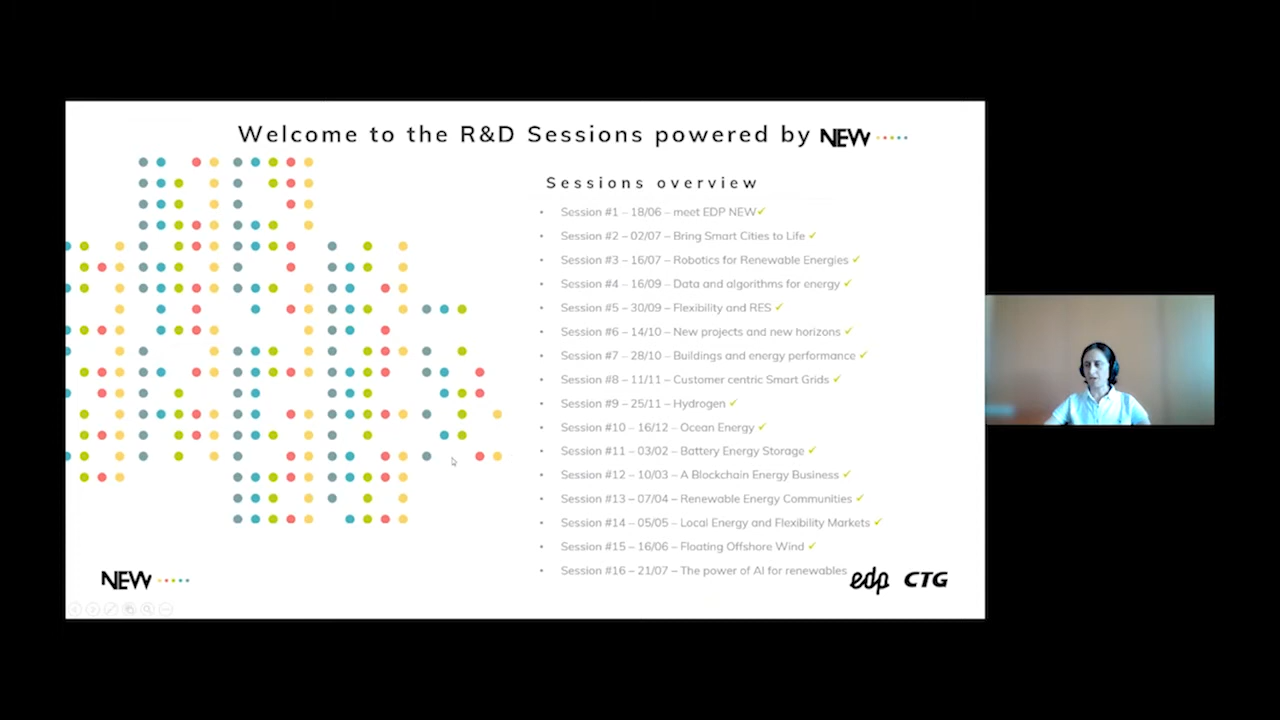 Welcome to the R&D Sessions powered by NEW
Sessions overview
• Session #1 – 18/06 – meet EDP NEW✓
• Session #2 – 02/07 – Bring Smart Cities to Life ✓
• Session #3 – 16/07 – Robotics for Renewable Energies ✓
• Session #4 – 16/09 – Data and algorithms for energy ✓
• Session #5 – 30/09 – Flexibility and RES ✓
• Session #6 – 14/10 – New projects and new horizons ✓
• Session #7 – 28/10 – Buildings and energy performance ✓
• Session #8 – 11/11 – Customer centric Smart Grids ✓
• Session #9 – 25/11 – Hydrogen ✓
• Session #10 – 16/12 – Ocean Energy ✓
• Session #11 – 03/02 – Battery Energy Storage ✓
• Session #12 – 10/03 – A Blockchain Energy Business ✓
• Session #13 – 07/04 – Renewable Energy Communities ✓
• Session #14 – 05/05 – Local Energy and Flexibility Markets ✓
• Session #15 – 16/06 – Floating Offshore Wind ✓
• Session #16 – 21/07 – The power of AI for renewables
NEW
edp CTG